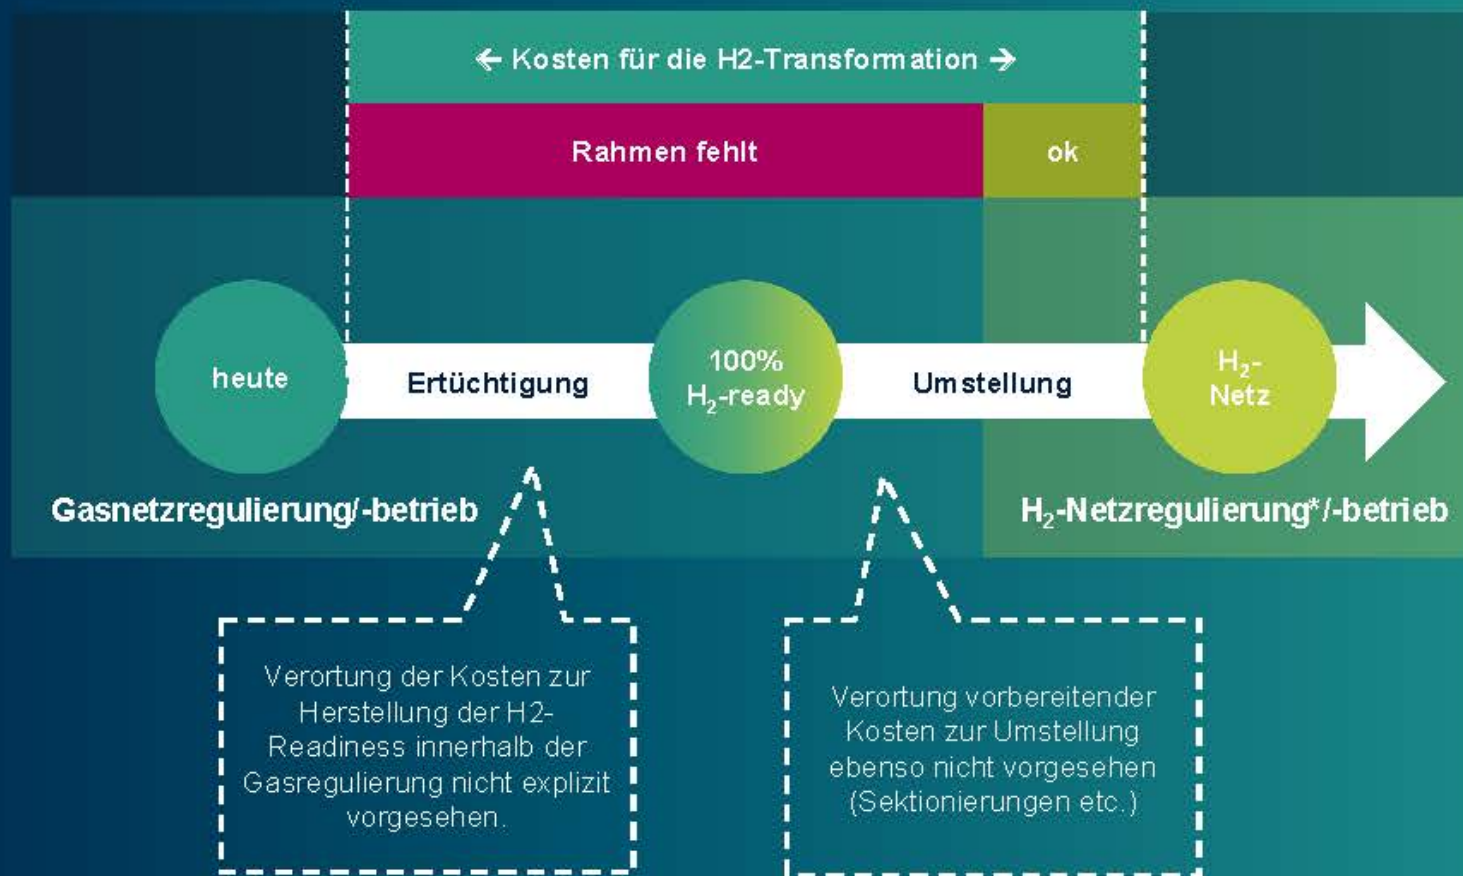 ← Kosten für die H2-Transformation →
Rahmen fehlt
ok
heute
Ertüchtigung
100%
H₂-ready
Umstellung
H₂-
Netz
Gasnetzregulierung/-betrieb
H₂-Netzregulierung*/-betrieb
Verortung der Kosten zur
Herstellung der H2-
Readiness innerhalb der
Gasregulierung nicht explizit
vorgesehen.
Verortung vorbereitender
Kosten zur Umstellung
ebenso nicht vorgesehen
(Sektionierungen etc.)